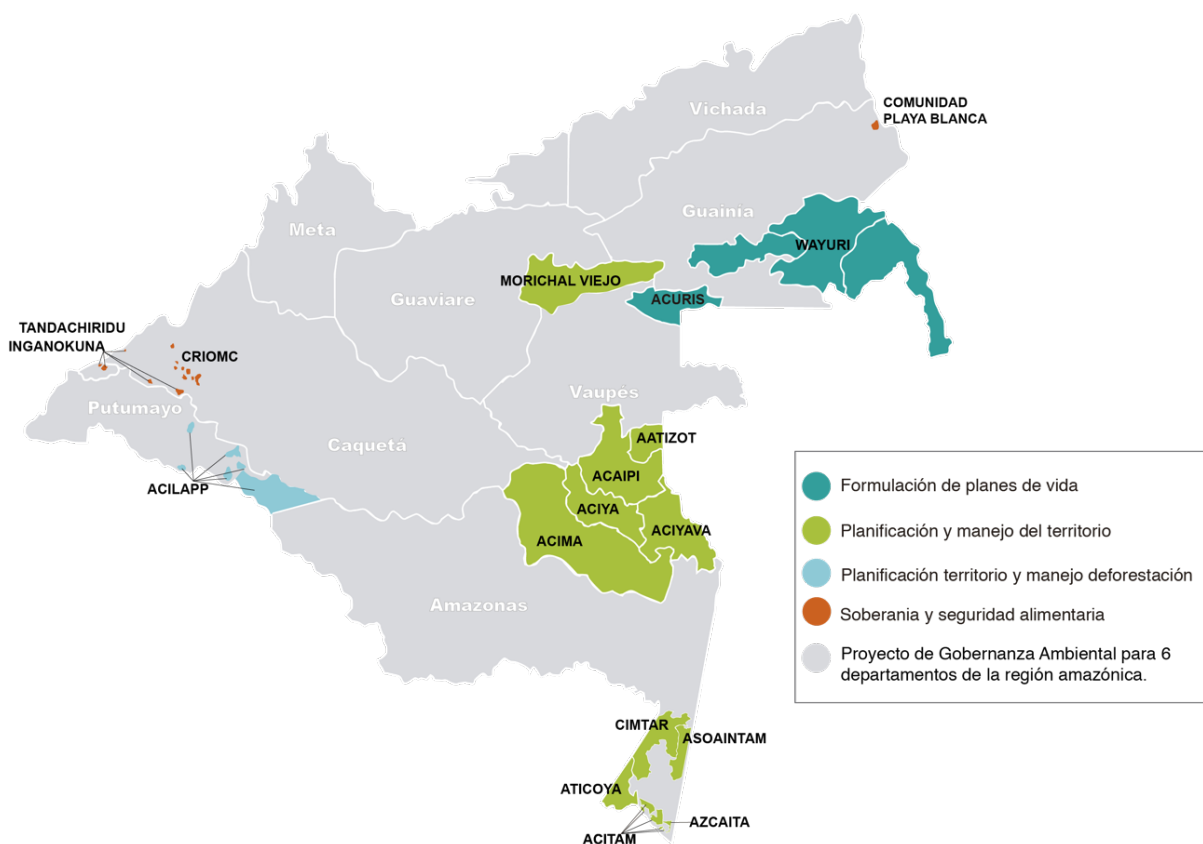 Vichada
COMUNIDAD
PLAYA BLANCA
Guainía
Meta
WAYURI
MORICHAL VIEJO
Guaviare
ACURIS
TANDACHIRIDU
INGANOKUNA
CRIOMC
Vaupés
Putumayo
Caquetá
AATIZOT
ACAIPI
ACILAPP
ACIYA
ACIYAVA
ACIMA
Amazonas
Formulación de planes de vida
Planificación y manejo del territorio
Planificación territorio y manejo deforestación
Soberania y seguridad alimentaria
Proyecto de Gobernanza Ambiental para 6
departamentos de la región amazónica.
CIMTAR
ASOAINTAM
ATICOYA
AZCAITA
ACITAM